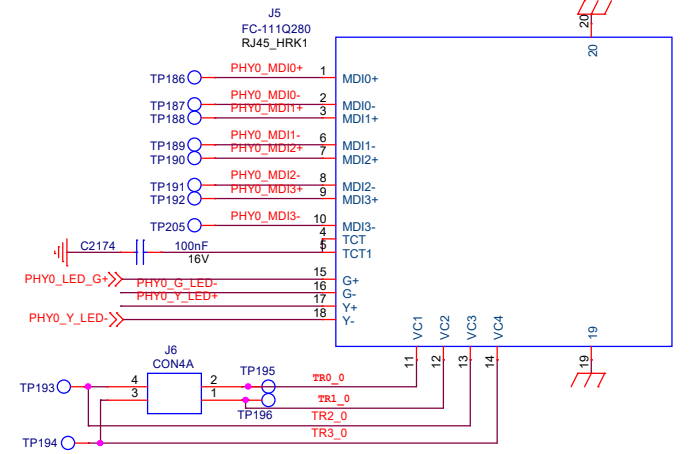 J5
FC-111Q280
RJ45_HRK1
20
20
TP186 PHY0_MDI0+ 1 MDI0+
TP187 PHY0_MDI0- 2 MDI0-
TP188 PHY0_MDI1+ 3 MDI1+
TP189 PHY0_MDI1- 6 MDI1-
TP190 PHY0_MDI2+ 7 MDI2+
TP191 PHY0_MDI2- 8 MDI2-
TP192 PHY0_MDI3+ 9 MDI3+
TP205 PHY0_MDI3- 10 MDI3-
4 TCT
C2174 100nF 5 TCT1
16V
PHY0_LED_G+ 15 G+
PHY0_G_LED- 16 G-
PHY0_Y_LED+ 17 Y+
PHY0_Y_LED- 18 Y-
VC1 VC2 VC3 VC4 19
11 12 13 14 19
J6
CON4A
TP193 4 2 TP195 TR0_0
3 1 TR1_0
TP196
TR2_0
TP194 TR3_0